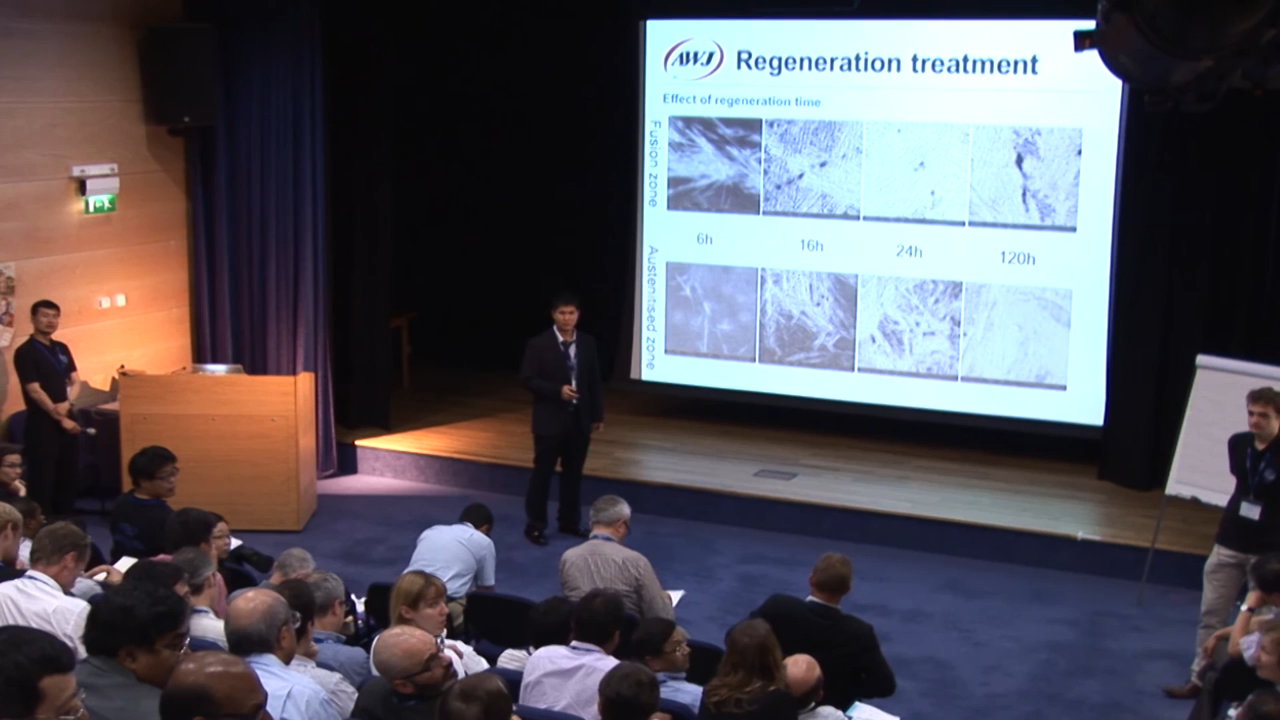 AWJ
Regeneration treatment
Effect of regeneration time
Fusion zone
6h
16h
24h
120h
Austenitised zone